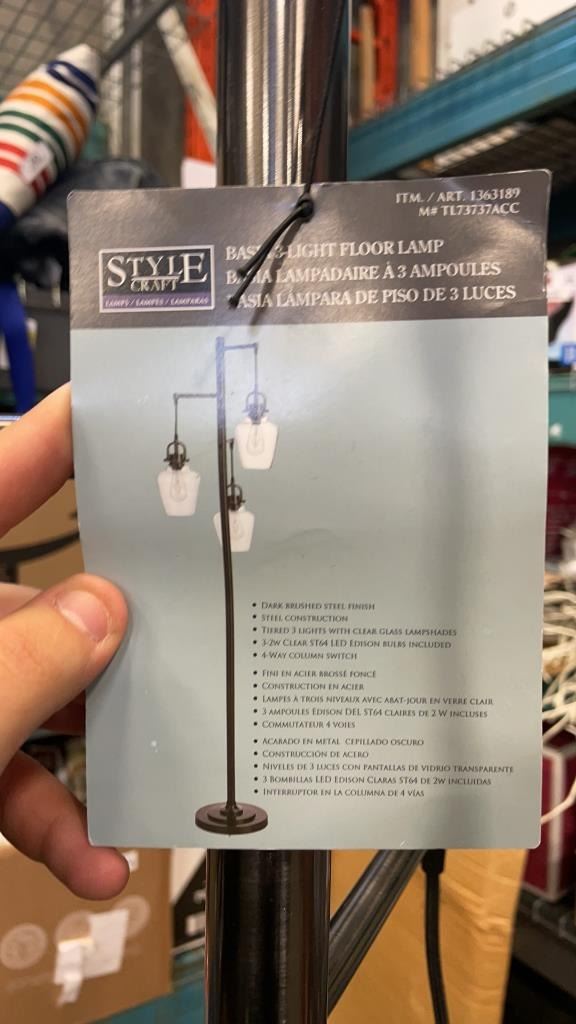 ITM. / ART. 1363189
M# TL73737ACC
STYLE
CRAFT
LAMPS / LAMPES / LAMPARAS
3-LIGHT FLOOR LAMP
LAMPADAIRE À 3 AMPOULES
LÁMPARA DE PISO DE 3 LUCES
• DARK BRUSHED STEEL FINISH
• STEEL CONSTRUCTION
• TIERED 3 LIGHTS WITH CLEAR GLASS LAMPSHADES
• 3-2W CLEAR ST64 LED EDISON BULBS INCLUDED
• 4-WAY COLUMN SWITCH
• FINI EN ACIER BROSSÉ FONCÉ
• CONSTRUCTION EN ACIER
• LAMPES À TROIS NIVEAUX AVEC ABAT-JOUR EN VERRE CLAIR
• 3 AMPOULES ÉDISON DEL ST64 CLAIRES DE 2 W INCLUSES
• COMMUTATEUR 4 VOIES
• ACABADO EN METAL CEPILLADO OSCURO
• CONSTRUCCIÓN DE ACERO
• NIVELES DE 3 LUCES CON PANTALLAS DE VIDRIO TRANSPARENTE
• 3 BOMBILLAS LED EDISON CLARAS ST64 DE 2W INCLUIDAS
• INTERRUPTOR EN LA COLUMNA DE 4 VÍAS